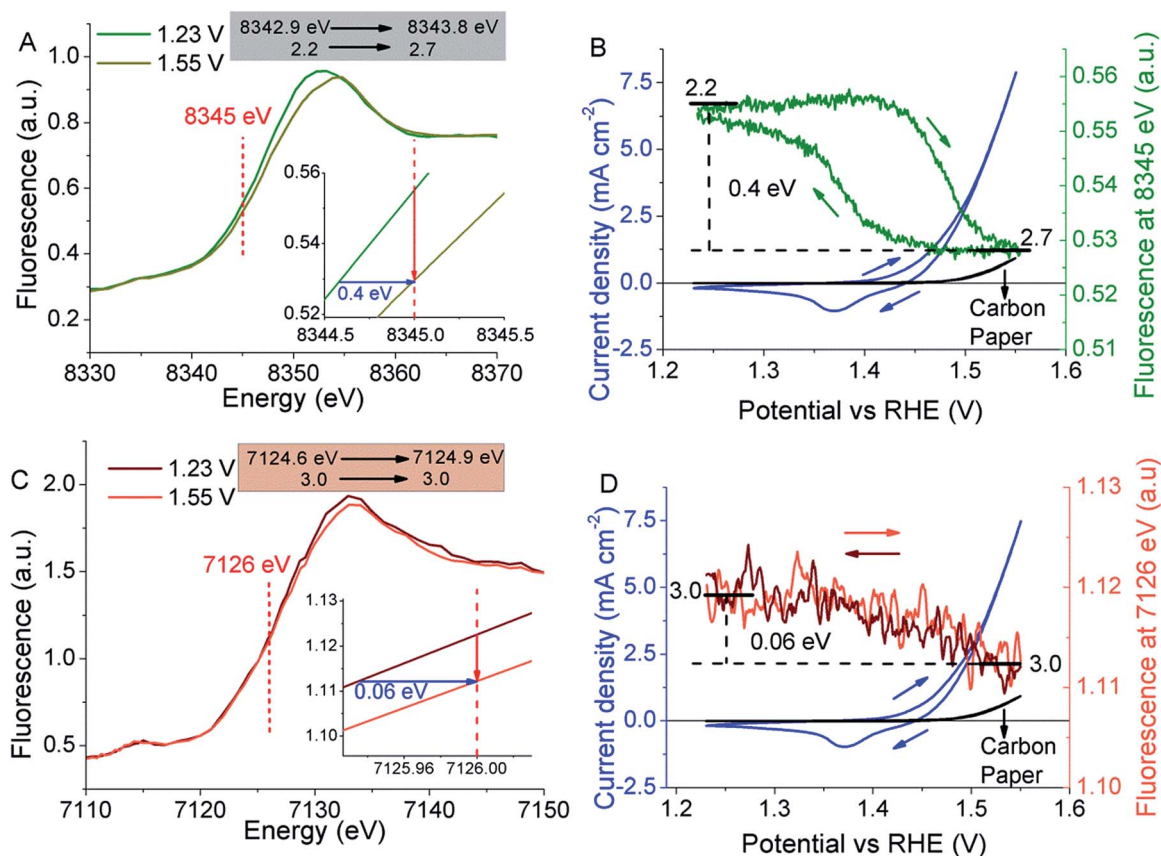 A
1.23 V
1.55 V
8342.9 eV 8343.8 eV
2.2 2.7
8345 eV
Fluorescence (a.u.)
1.0
0.8
0.6
0.4
0.2
0.56
0.54
0.52
0.4 eV
8344.5 8345.0 8345.5
8330 8340 8350 8360 8370
Energy (eV)
B
Current density (mA cm-2)
7.5
5.0
2.5
0.0
-2.5
2.2
0.4 eV
2.7
Carbon
Paper
0.56
0.55
0.54
0.53
0.52
0.51
Fluorescence at 8345 eV (a.u.)
1.2 1.3 1.4 1.5 1.6
Potential vs RHE (V)
C
1.23 V
1.55 V
7124.6 eV 7124.9 eV
3.0 3.0
7126 eV
Fluorescence (a.u.)
2.0
1.5
1.0
0.5
1.13
1.12
1.11
1.10
0.06 eV
7125.96 7126.00
7110 7120 7130 7140 7150
Energy (eV)
D
Current density (mA cm-2)
7.5
5.0
2.5
0.0
-2.5
3.0
0.06 eV
3.0
Carbon
Paper
1.13
1.12
1.11
1.10
Fluorescence at 7126 eV (a.u)
1.2 1.3 1.4 1.5 1.6
Potential vs RHE (V)